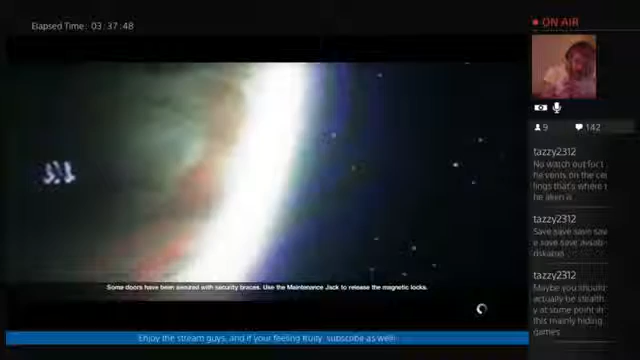 Elapsed Time: 03:37:48
ON AIR
9
142
tazzy2312
No watch out for t
he vents on the cei
lings that's where t
he alien is
tazzy2312
Save save save sav
e save save
tazzy2312
Maybe you should
actually be stealth
y at some point in
this mainly hiding
games
Some doors have been secured with security braces. Use the Maintenance Jack to release the magnetic locks.
Enjoy the stream guys, and if your feeling fruity subscribe as well!